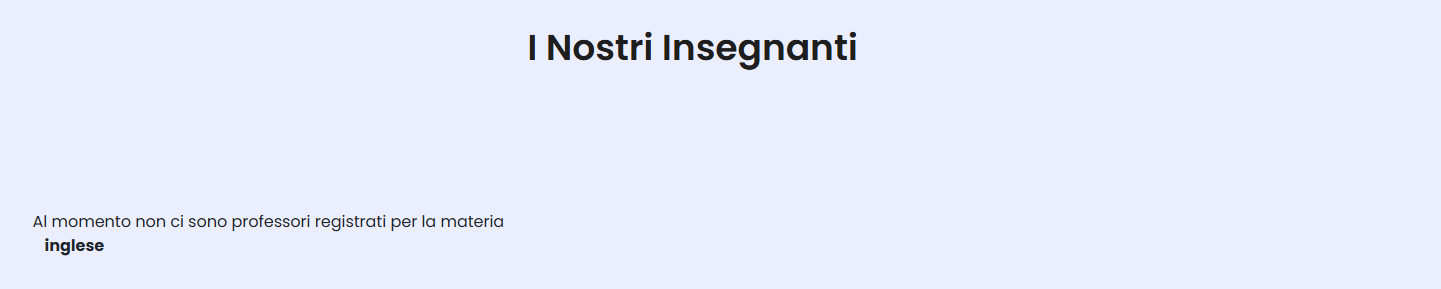 I Nostri Insegnanti
Al momento non ci sono professori registrati per la materia
inglese